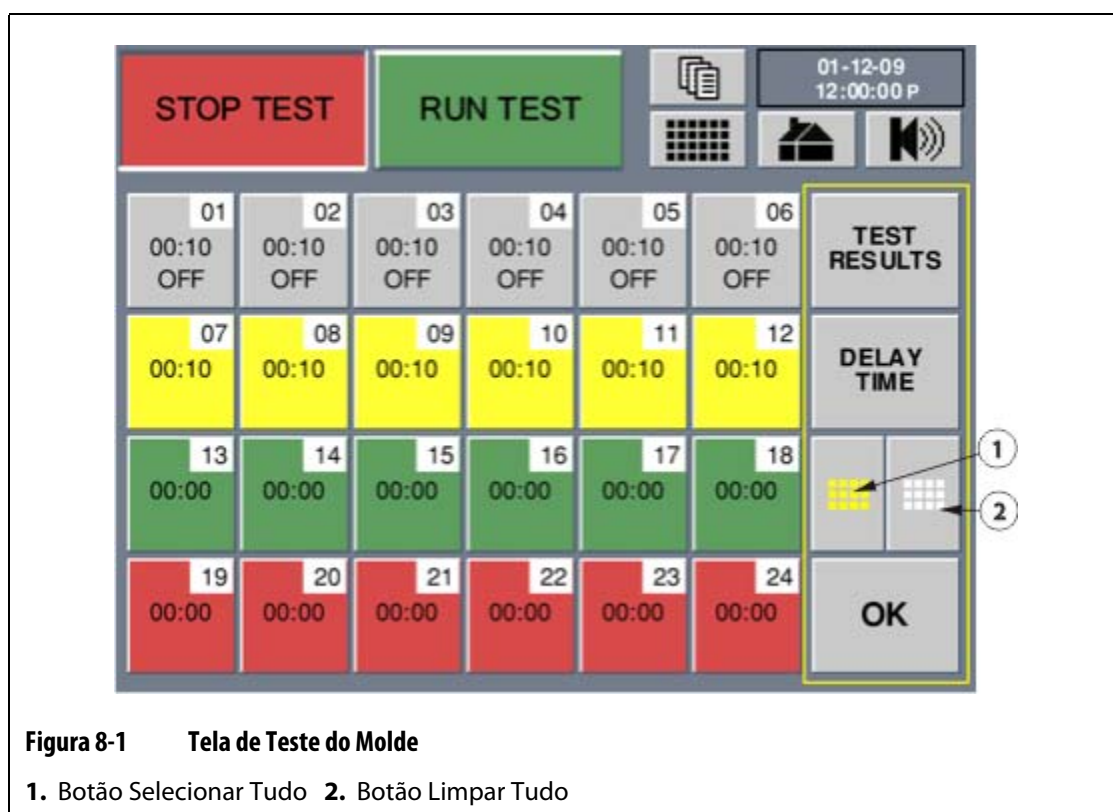 STOP TEST
RUN TEST
01-12-09
12:00:00 P
01 02 03 04 05 06
00:10 00:10 00:10 00:10 00:10 00:10
OFF OFF OFF OFF OFF OFF
TEST
RESULTS
07 08 09 10 11 12
00:10 00:10 00:10 00:10 00:10 00:10
DELAY
TIME
13 14 15 16 17 18
00:00 00:00 00:00 00:00 00:00 00:00
1
2
19 20 21 22 23 24
00:00 00:00 00:00 00:00 00:00 00:00
OK
Figura 8-1 Tela de Teste do Molde
1. Botão Selecionar Tudo 2. Botão Limpar Tudo